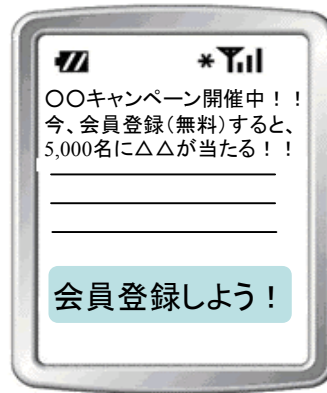 〇〇キャンペーン開催中！！
今、会員登録（無料）すると、
5,000名に△△が当たる！！
会員登録しよう！